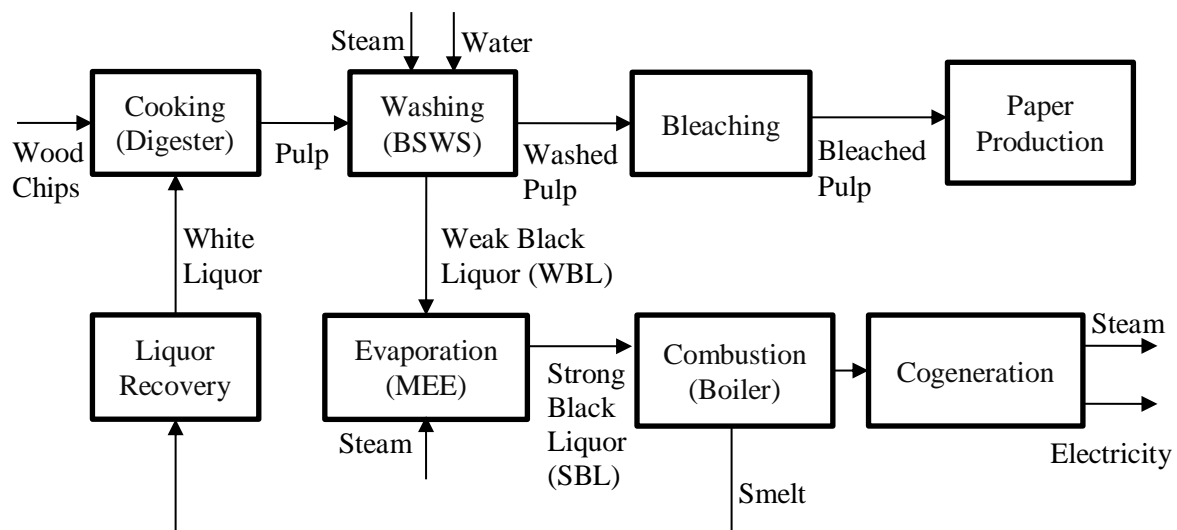 Steam
Water
Cooking
(Digester)
Washing
(BSWS)
Bleaching
Paper
Production
Wood
Chips
Pulp
Washed
Pulp
Bleached
Pulp
White
Liquor
Weak Black
Liquor (WBL)
Liquor
Recovery
Evaporation
(MEE)
Strong
Black
Liquor
(SBL)
Combustion
(Boiler)
Cogeneration
Steam
Electricity
Steam
Smelt